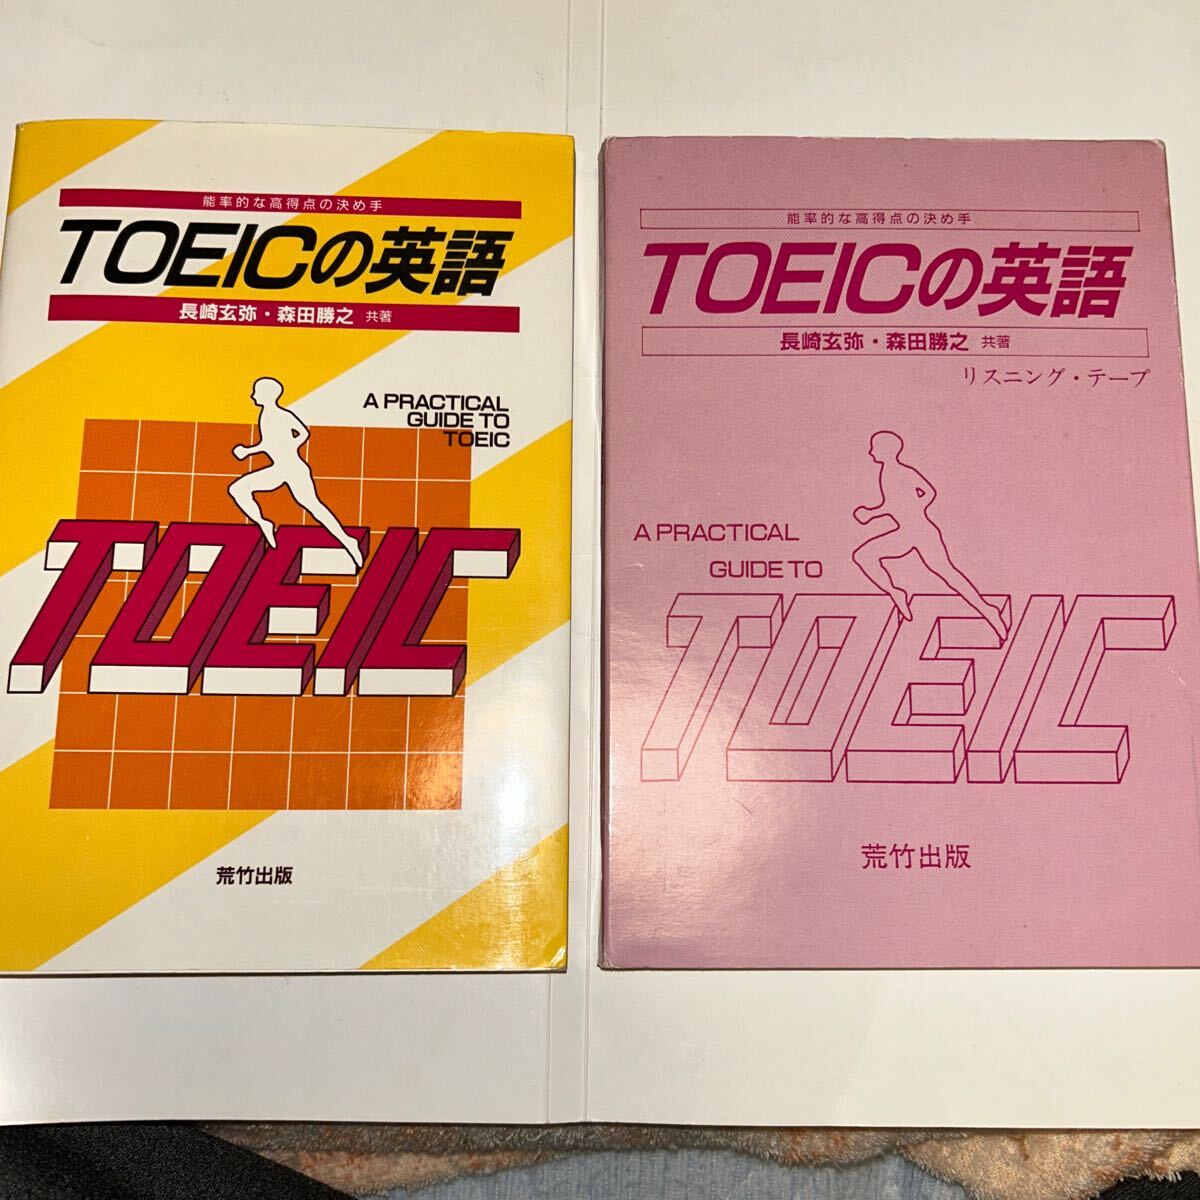 能率的な高得点の決め手
TOEICの英語
長崎玄弥・森田勝之 共著
A PRACTICAL
GUIDE TO
TOEIC
TOEIC
荒竹出版
能率的な高得点の決め手
TOEICの英語
長崎玄弥・森田勝之 共著
リスニング・テープ
A PRACTICAL
GUIDE TO
TOEIC
荒竹出版